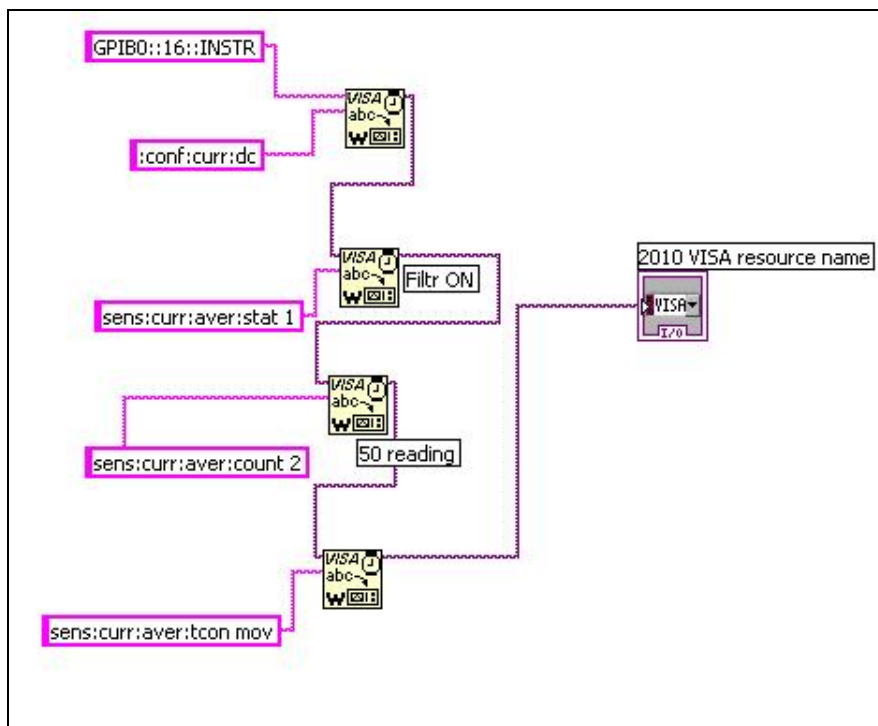 GPIB0::16::INSTR
VISA
abc
W
:conf:curr:dc
2010 VISA resource name
VISA
abc
W
Filtr ON
VISA
I/O
sens:curr:aver:stat 1
VISA
abc
W
50 reading
sens:curr:aver:count 2
VISA
abc
W
sens:curr:aver:tcon mov